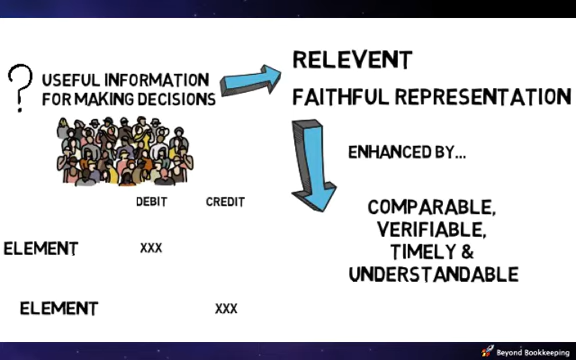 ?
USEFUL INFORMATION
FOR MAKING DECISIONS
RELEVENT
FAITHFUL REPRESENTATION
ENHANCED BY...
COMPARABLE,
VERIFIABLE,
TIMELY &
UNDERSTANDABLE
DEBIT CREDIT
ELEMENT XXX
ELEMENT XXX
Beyond Bookkeeping